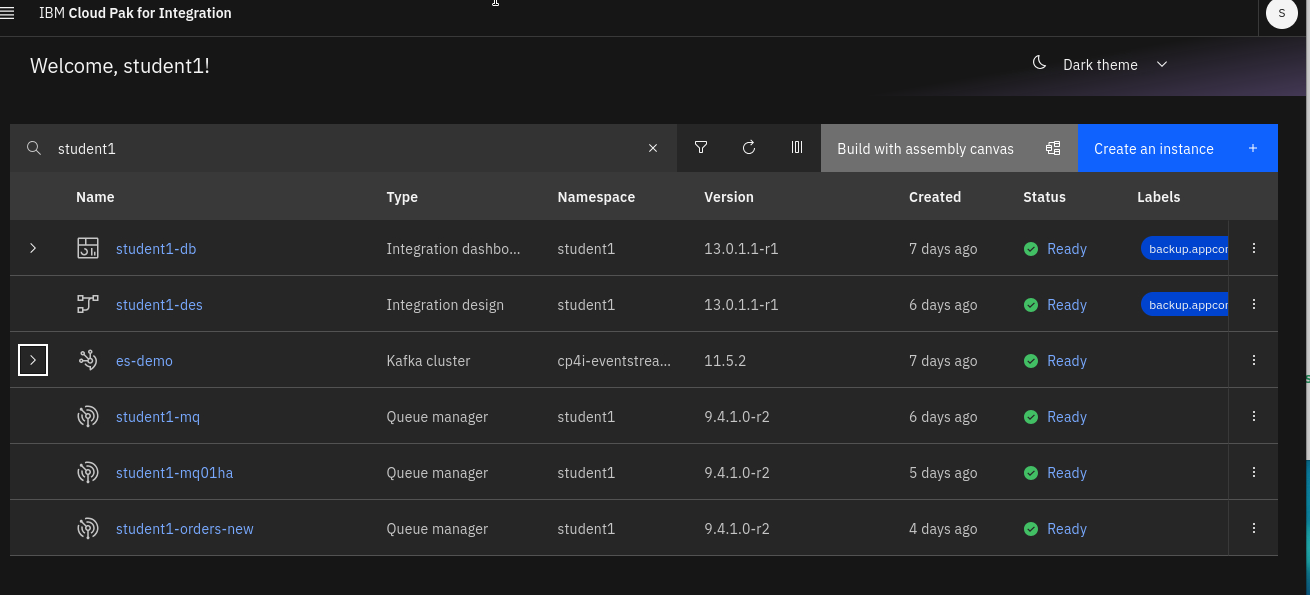 IBM Cloud Pak for Integration
S
Welcome, student1!
Dark theme
student1
Build with assembly canvas
Create an instance +
Name Type Namespace Version Created Status Labels
student1-db Integration dashbo... student1 13.0.1.1-r1 7 days ago Ready backup.appcor
student1-des Integration design student1 13.0.1.1-r1 6 days ago Ready backup.appcor
es-demo Kafka cluster cp4i-eventstrea... 11.5.2 7 days ago Ready
student1-mq Queue manager student1 9.4.1.0-r2 6 days ago Ready
student1-mq01ha Queue manager student1 9.4.1.0-r2 5 days ago Ready
student1-orders-new Queue manager student1 9.4.1.0-r2 4 days ago Ready